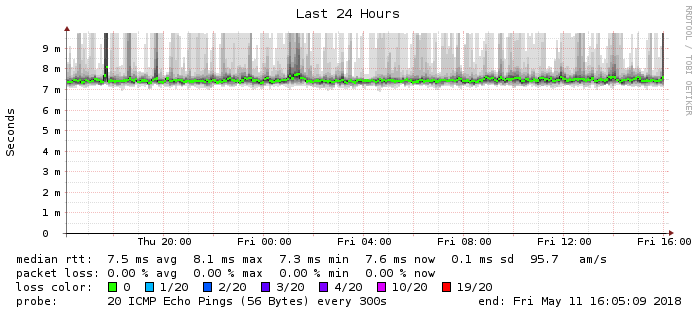 Last 24 Hours
RRDTOOL / TOBI OETIKER
Seconds
9 m
8 m
7 m
6 m
5 m
4 m
3 m
2 m
1 m
0
Thu 20:00 Fri 00:00 Fri 04:00 Fri 08:00 Fri 12:00 Fri 16:00
median rtt: 7.5 ms avg 8.1 ms max 7.3 ms min 7.6 ms now 0.1 ms sd 95.7 am/s
packet loss: 0.00 % avg 0.00 % max 0.00 % min 0.00 % now
loss color: 0 1/20 2/20 3/20 4/20 10/20 19/20
probe: 20 ICMP Echo Pings (56 Bytes) every 300s end: Fri May 11 16:05:09 2018